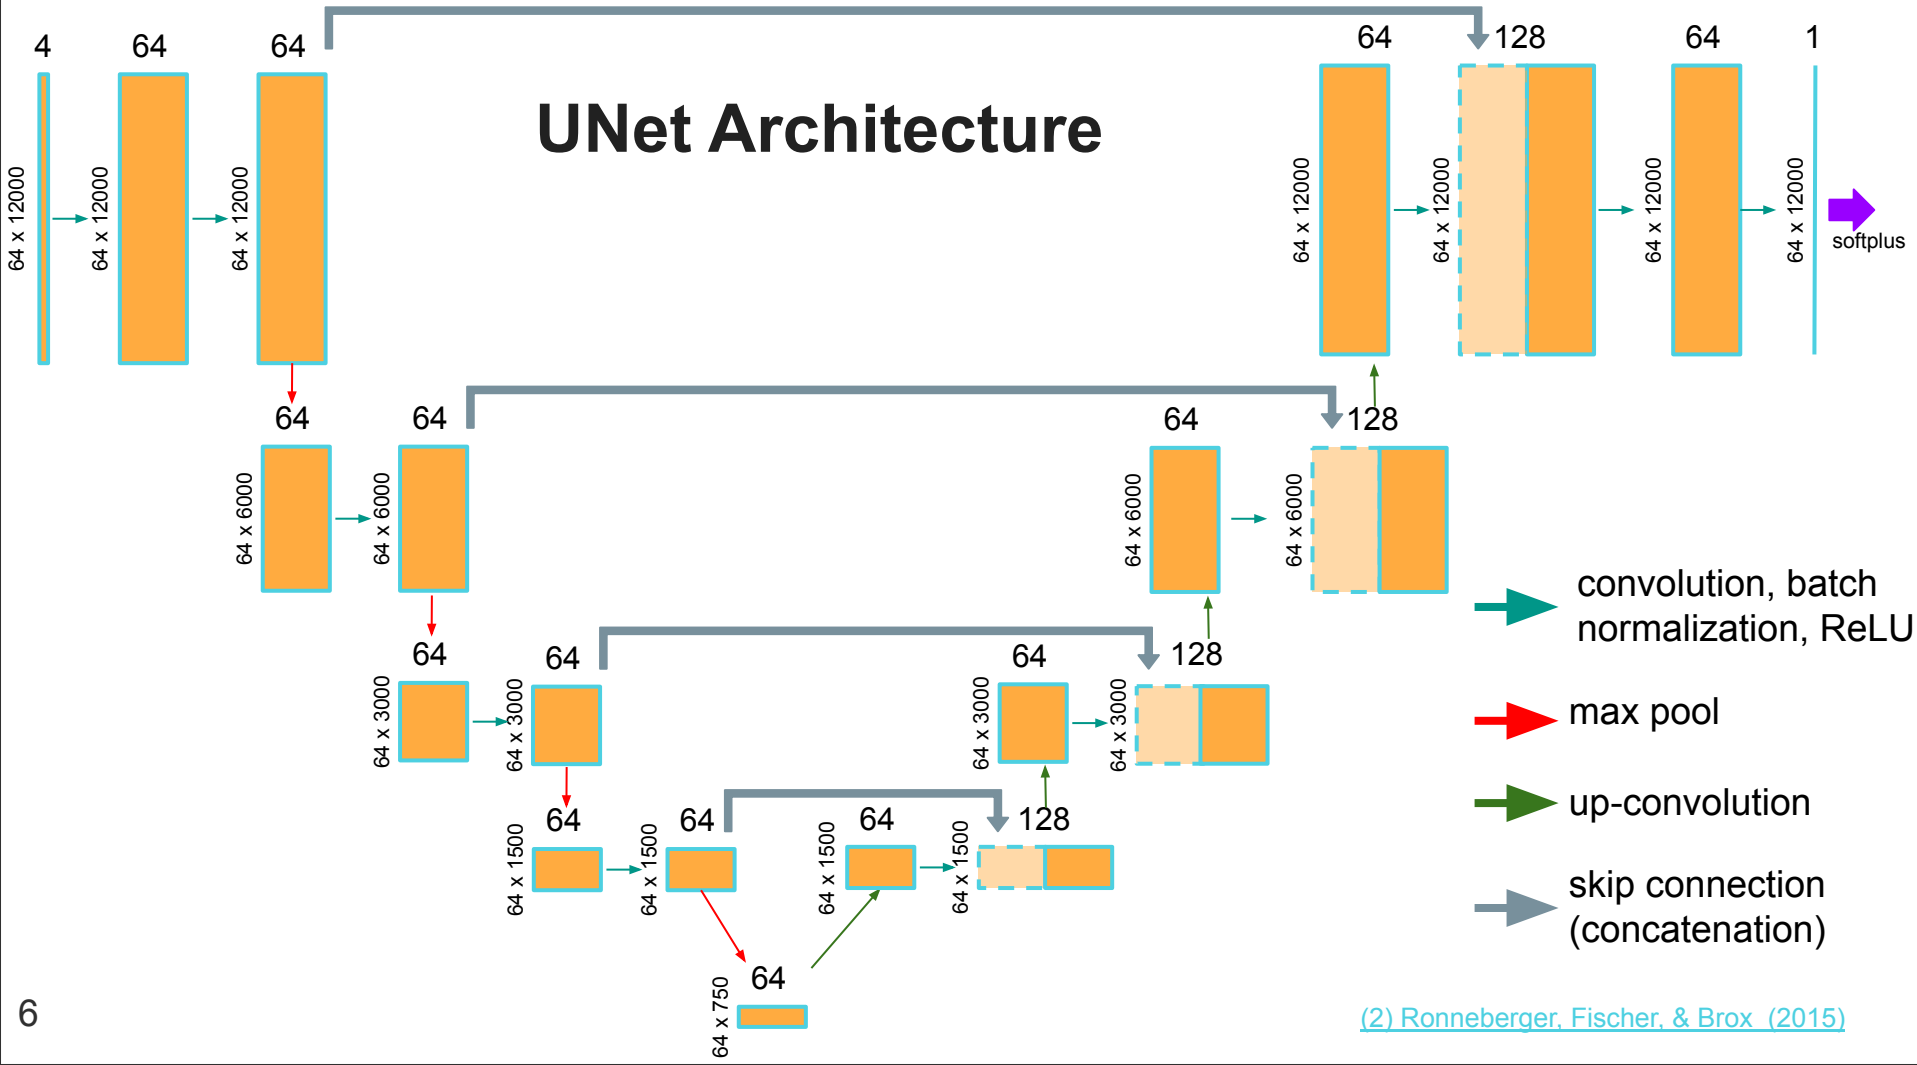 4
64
64
64
128
64
1
UNet Architecture
64 x 12000
64 x 12000
64 x 12000
64 x 12000
64 x 12000
64 x 12000
64 x 12000
softplus
64
64
64
128
64 x 6000
64 x 6000
64 x 6000
64 x 6000
64
64
64
128
64 x 3000
64 x 3000
64 x 3000
64 x 3000
64
64
64
128
64 x 1500
64 x 1500
64 x 1500
64 x 1500
64
64 x 750
convolution, batch
normalization, ReLU
max pool
up-convolution
skip connection
(concatenation)
6
(2) Ronneberger, Fischer, & Brox (2015)